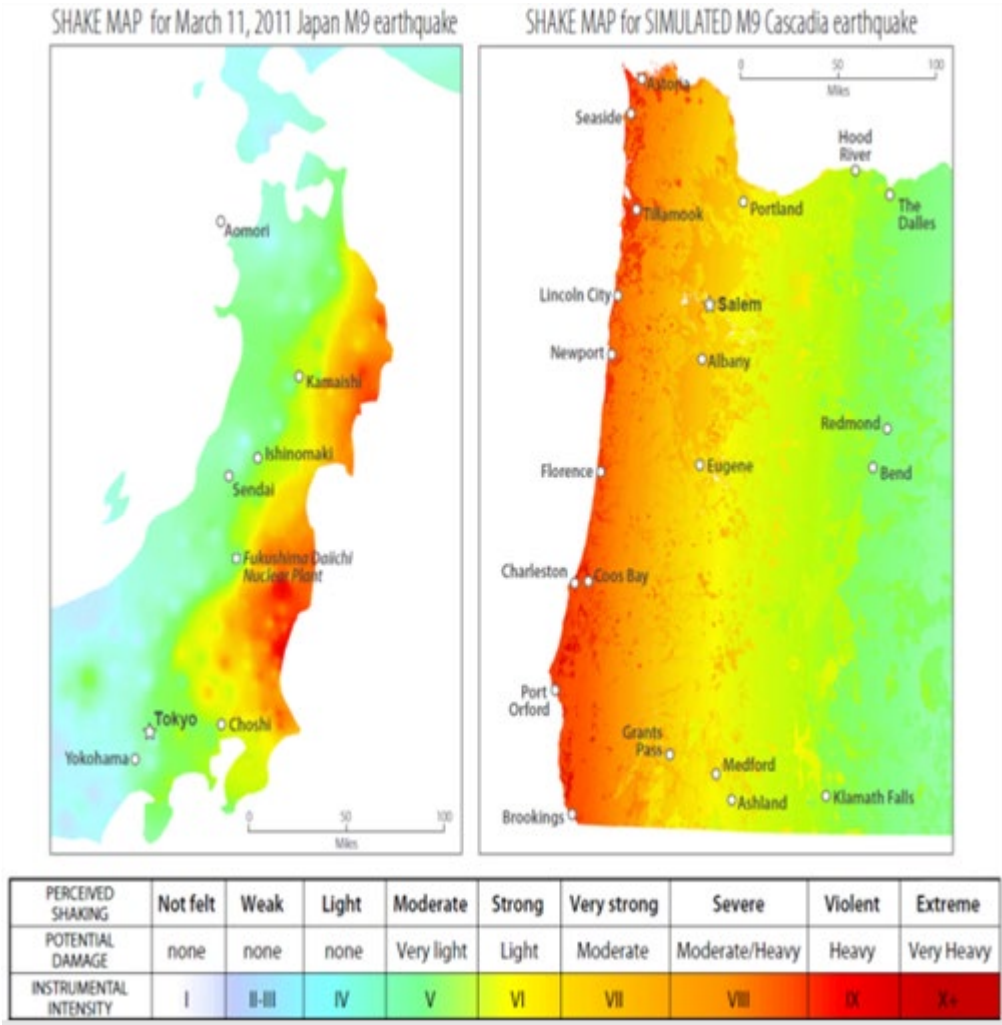 SHAKE MAP for March 11, 2011 Japan M9 earthquake
Aomori
Kamaishi
Ishinomaki
Sendai
Fukushima Daiichi
Nuclear Plant
Tokyo
Choshi
Yokohama
0 50 100
Miles
SHAKE MAP for SIMULATED M9 Cascadia earthquake
0 50 100
Miles
Astoria
Seaside
Hood
River
Tillamook
Portland
The
Dalles
Lincoln City
Salem
Newport
Albany
Redmond
Florence
Eugene
Bend
Charleston
Coos Bay
Port
Orford
Grants
Pass
Medford
Ashland
Klamath Falls
Brookings
PERCEIVED
SHAKING
Not felt Weak Light Moderate Strong Very strong Severe Violent Extreme
POTENTIAL
DAMAGE
none none none Very light Light Moderate Moderate/Heavy Heavy Very Heavy
INSTRUMENTAL
INTENSITY
I II-III IV V VI VII VIII IX X+